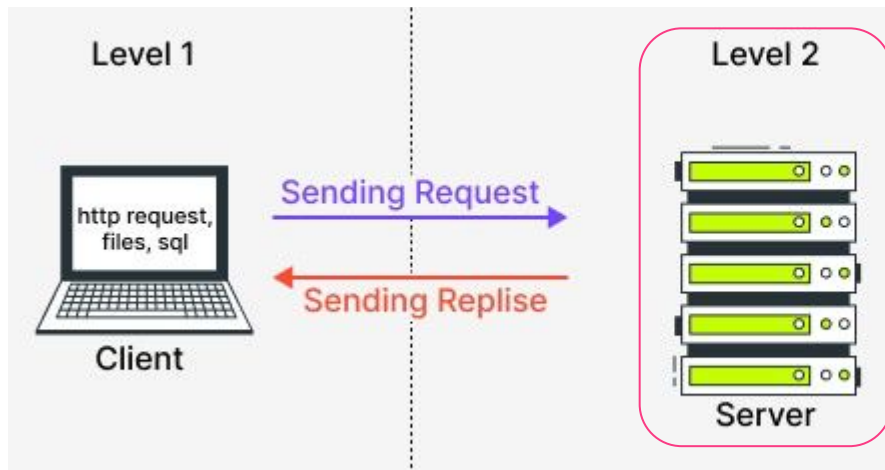 Level 1
Level 2
http request,
files, sql
Sending Request
Sending Replise
Client
Server